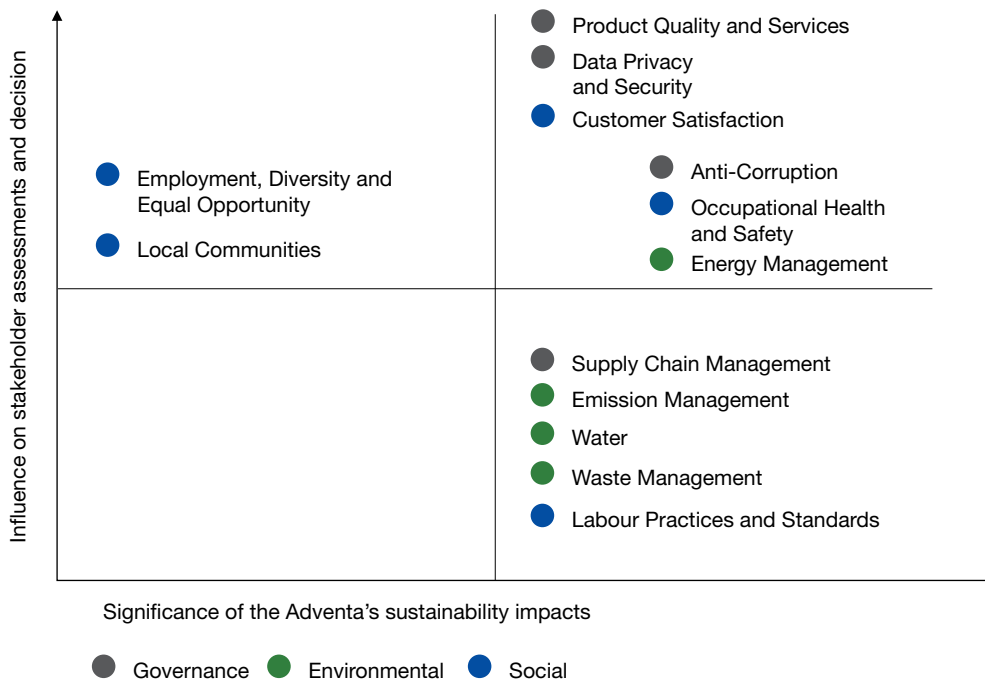 Influence on stakeholder assessments and decision
Product Quality and Services
Data Privacy
and Security
Customer Satisfaction
Employment, Diversity and
Equal Opportunity
Local Communities
Anti-Corruption
Occupational Health
and Safety
Energy Management
Supply Chain Management
Emission Management
Water
Waste Management
Labour Practices and Standards
Significance of the Adventa’s sustainability impacts
Governance
Environmental
Social